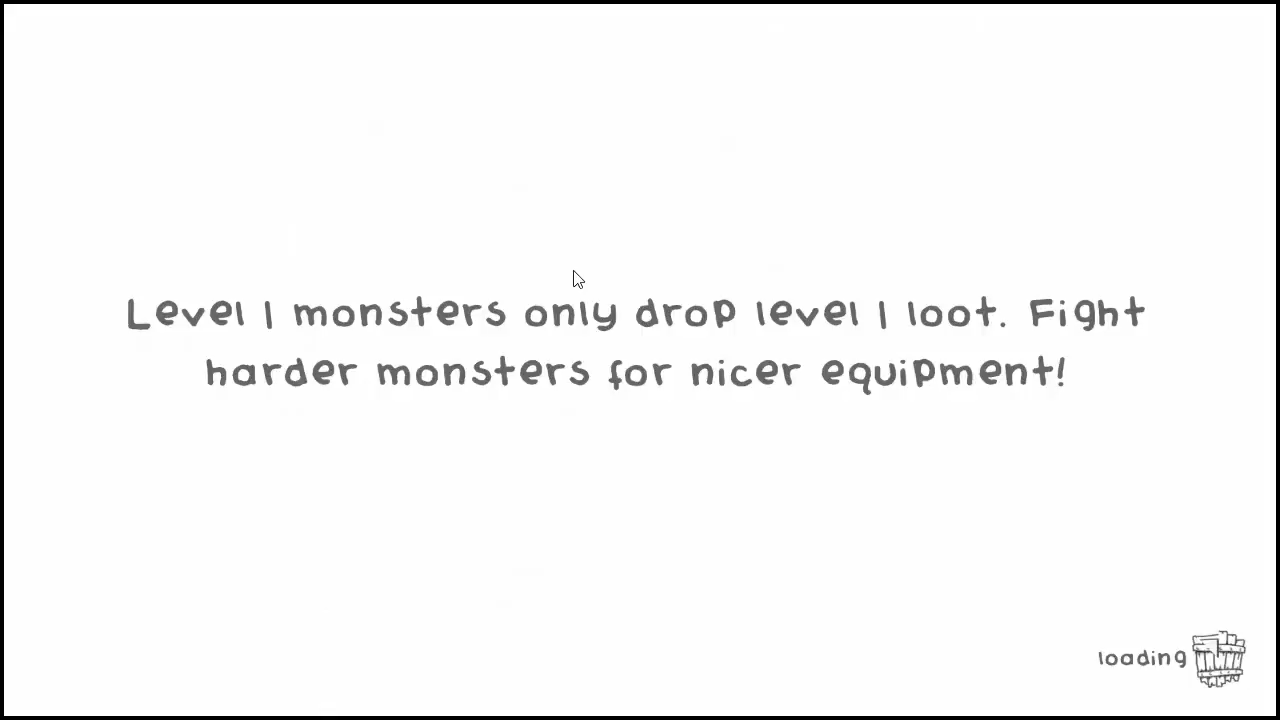 Level 1 monsters only drop level 1 loot. Fight
harder monsters for nicer equipment!
loading